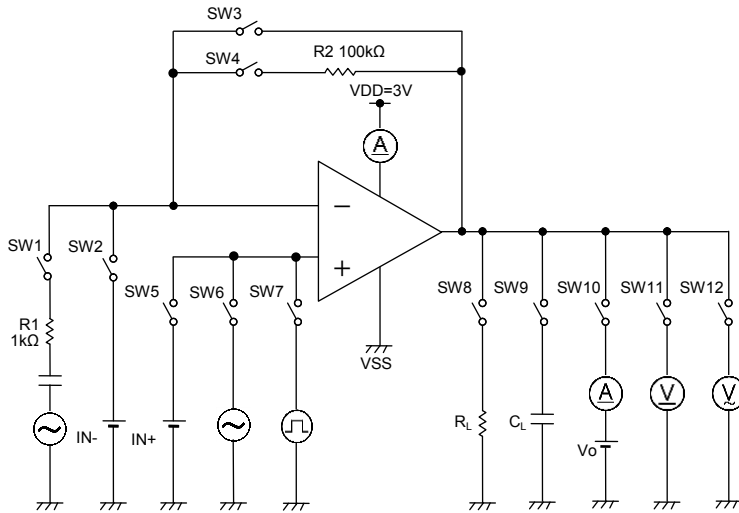 SW3
SW4
R2 100kΩ
VDD=3V
A
SW1
SW2
SW5
SW6
SW7
VSS
SW8
SW9
SW10
SW11
SW12
R1
1kΩ
A
V
V
IN-
IN+
RL
CL
Vo